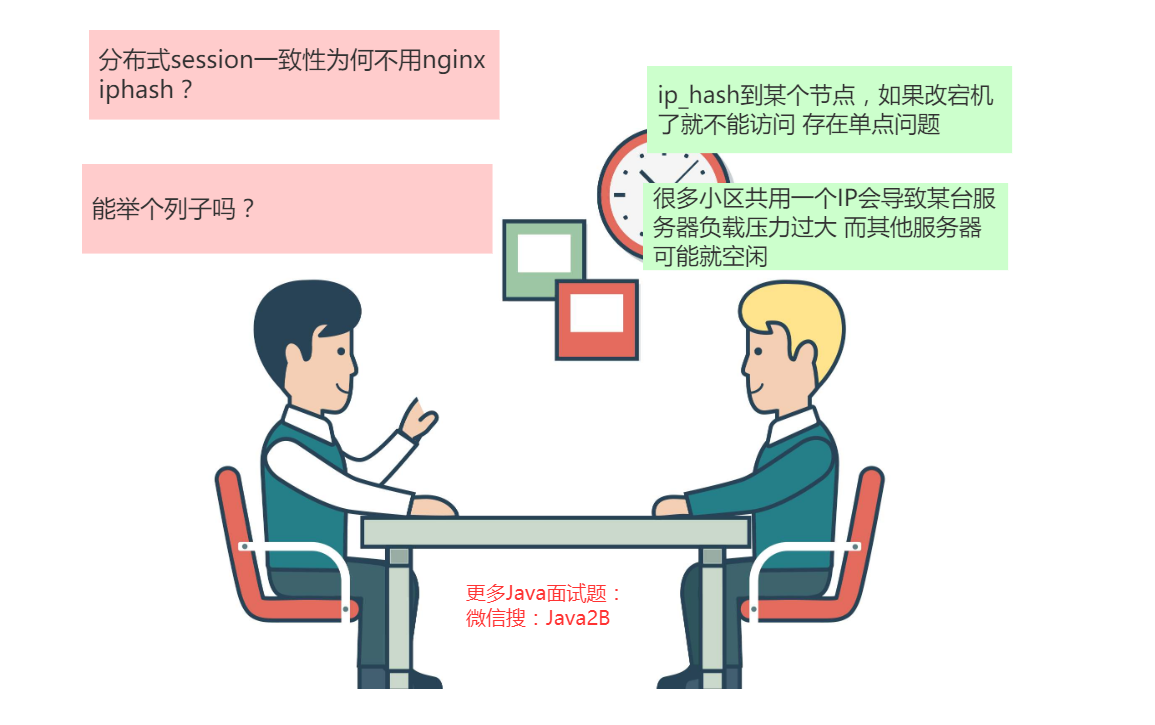 分布式session一致性为何不用nginx
iphash？
ip_hash到某个节点，如果改宕机
了就不能访问 存在单点问题
能举个列子吗？
很多小区共用一个IP会导致某台服
务器负载压力过大 而其他服务器
可能就空闲
更多Java面试题：
微信搜：Java2B